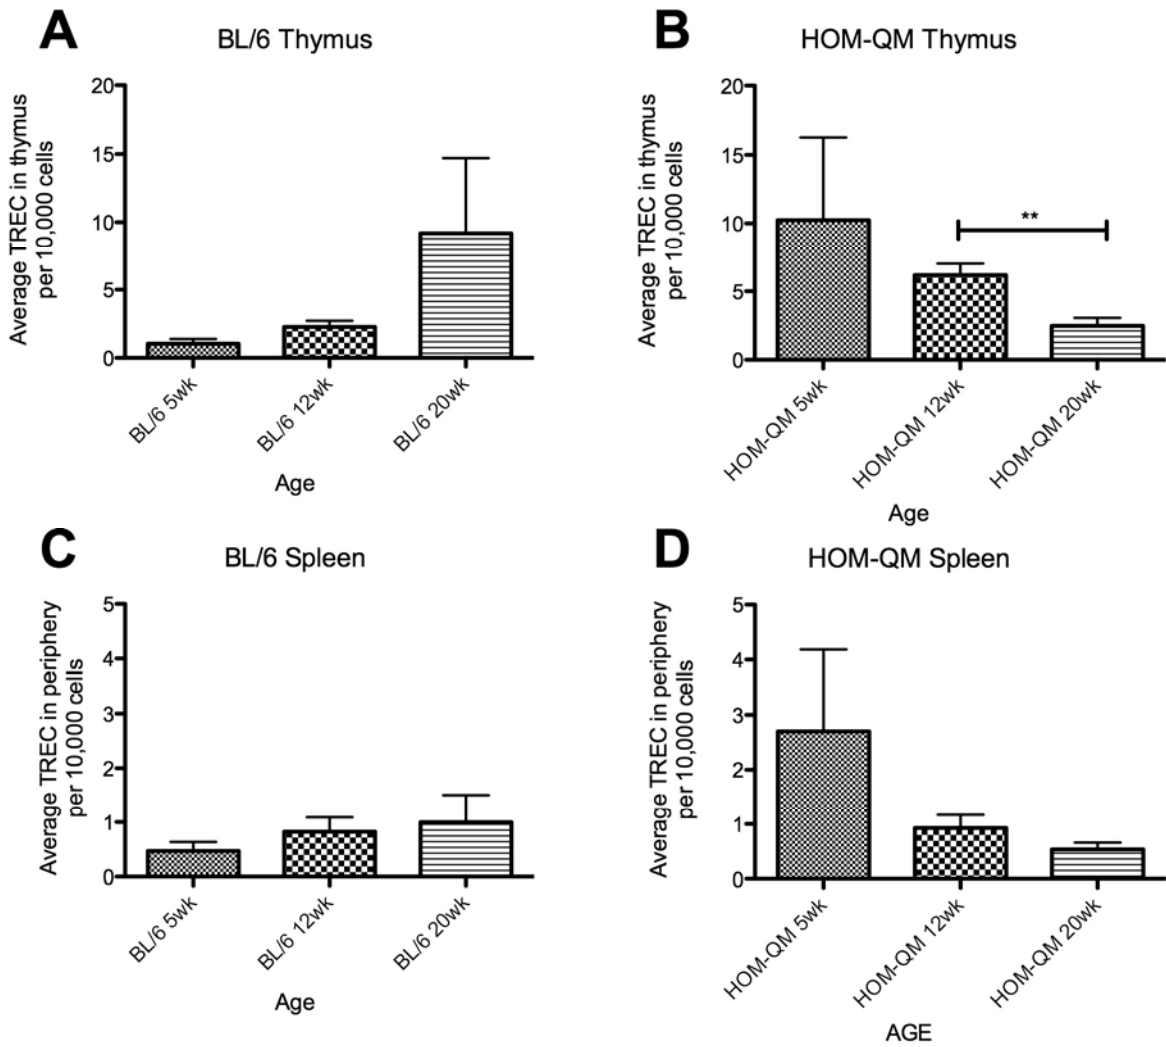 A
BL/6 Thymus
Average TREC in thymus
per 10,000 cells
20
15
10
5
0
BL/6 5wk
BL/6 12wk
BL/6 20wk
Age
B
HOM-QM Thymus
Average TREC in thymus
per 10,000 cells
20
15
10
5
0
**
HOM-QM 5wk
HOM-QM 12wk
HOM-QM 20wk
Age
C
BL/6 Spleen
Average TREC in periphery
per 10,000 cells
5
4
3
2
1
0
BL/6 5wk
BL/6 12wk
BL/6 20wk
Age
D
HOM-QM Spleen
Average TREC in periphery
per 10,000 cells
5
4
3
2
1
0
HOM-QM 5wk
HOM-QM 12wk
HOM-QM 20wk
AGE